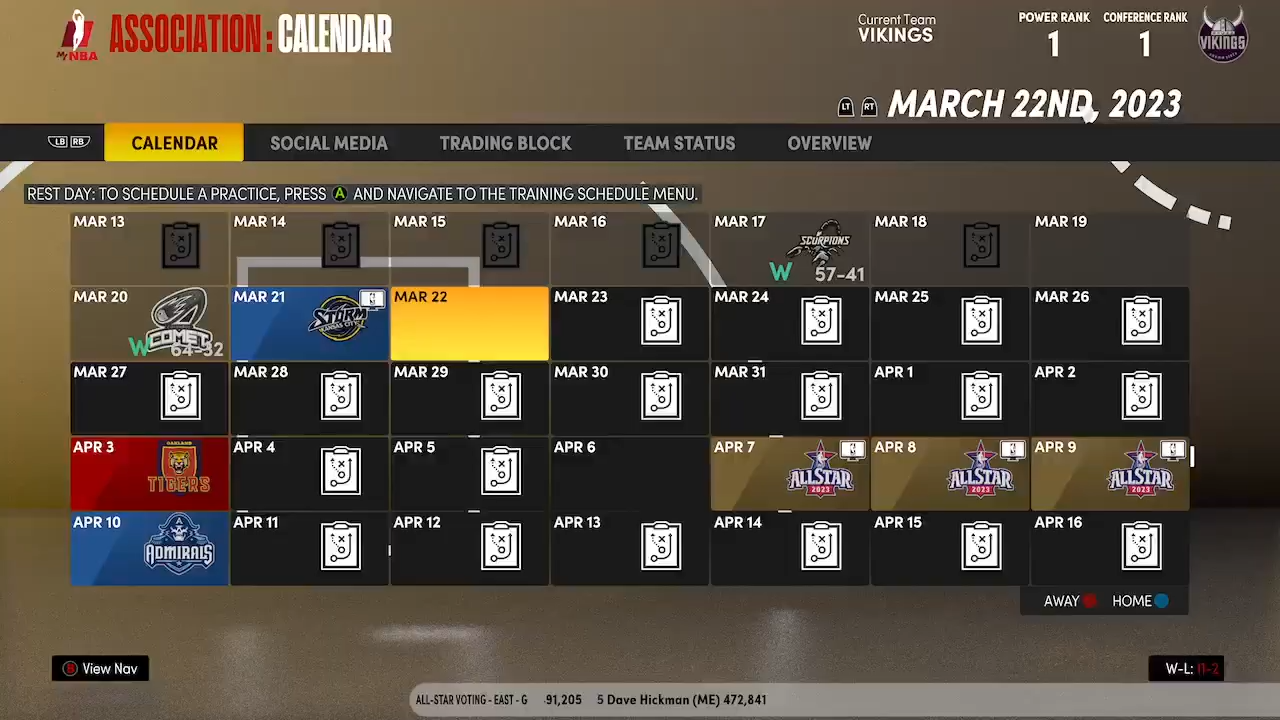 MyNBA
ASSOCIATION: CALENDAR
Current Team
VIKINGS
POWER RANK
1
CONFERENCE RANK
1
VIKINGS
LT RT MARCH 22ND, 2023
LB RB CALENDAR SOCIAL MEDIA TRADING BLOCK TEAM STATUS OVERVIEW
REST DAY: TO SCHEDULE A PRACTICE, PRESS A AND NAVIGATE TO THE TRAINING SCHEDULE MENU.
MAR 13 MAR 14 MAR 15 MAR 16 MAR 17 MAR 18 MAR 19
SCORPIONS
W 57-41
MAR 20 MAR 21 MAR 22 MAR 23 MAR 24 MAR 25 MAR 26
COMET STORM
KANSAS CITY
W 64-32
MAR 27 MAR 28 MAR 29 MAR 30 MAR 31 APR 1 APR 2
APR 3 APR 4 APR 5 APR 6 APR 7 APR 8 APR 9
OAKLAND
TIGERS ALLSTAR ALLSTAR ALLSTAR
2023 2023 2023
APR 10 APR 11 APR 12 APR 13 APR 14 APR 15 APR 16
ADMIRALS
AWAY HOME
B View Nav
W-L: 11-2
ALL-STAR VOTING - EAST - G 91,205 5 Dave Hickman (ME) 472,841